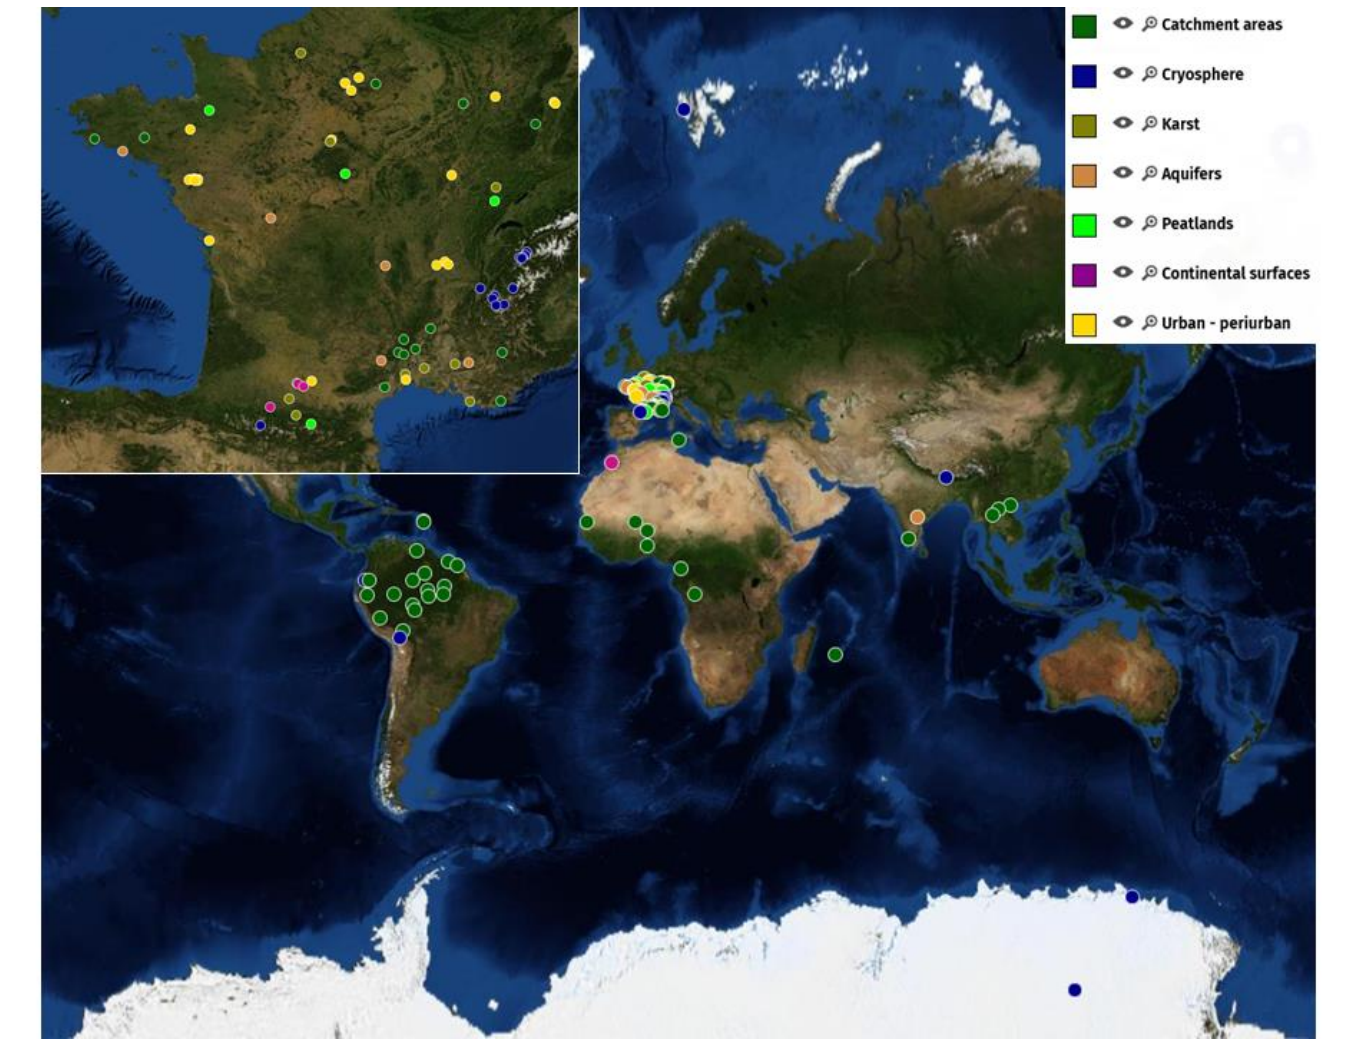 Catchment areas
Cryosphere
Karst
Aquifers
Peatlands
Continental surfaces
Urban - periurban